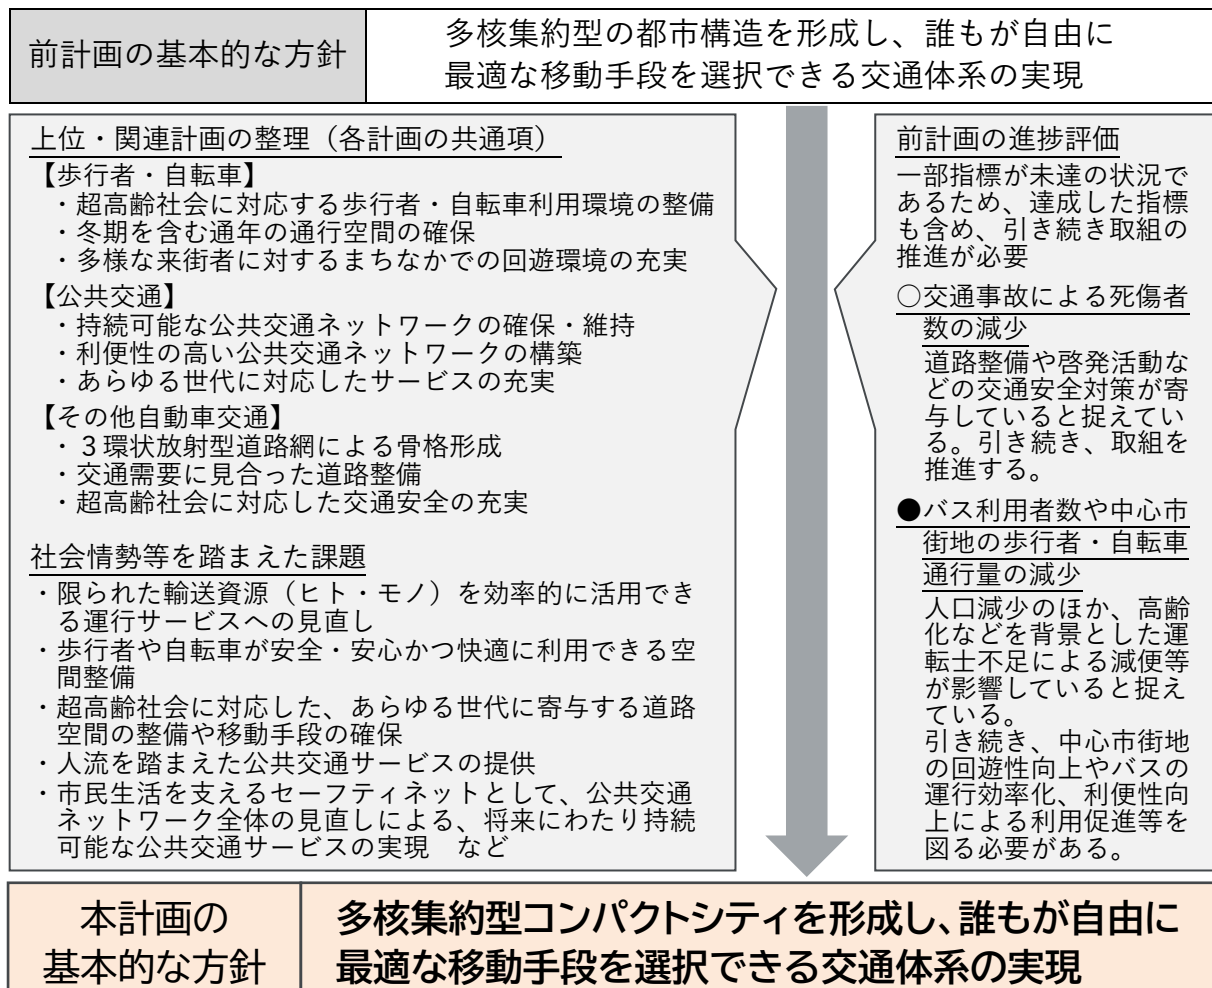 前計画の基本的な方針
多核集約型の都市構造を形成し、誰もが自由に
最適な移動手段を選択できる交通体系の実現
上位・関連計画の整理（各計画の共通項）
【歩行者・自転車】
・超高齢社会に対応する歩行者・自転車利用環境の整備
・冬期を含む通年の通行空間の確保
・多様な来街者に対するまちなかでの回遊環境の充実
【公共交通】
・持続可能な公共交通ネットワークの確保・維持
・利便性の高い公共交通ネットワークの構築
・あらゆる世代に対応したサービスの充実
【その他自動車交通】
・３環状放射型道路網による骨格形成
・交通需要に見合った道路整備
・超高齢社会に対応した交通安全の充実
社会情勢等を踏まえた課題
・限られた輸送資源（ヒト・モノ）を効率的に活用でき
る運行サービスへの見直し
・歩行者や自転車が安全・安心かつ快適に利用できる空
間整備
・超高齢社会に対応した、あらゆる世代に寄与する道路
空間の整備や移動手段の確保
・人流を踏まえた公共交通サービスの提供
・市民生活を支えるセーフティネットとして、公共交通
ネットワーク全体の見直しによる、将来にわたり持続
可能な公共交通サービスの実現　など
前計画の進捗評価
一部指標が未達の状況で
あるため、達成した指標
も含め、引き続き取組の
推進が必要
○交通事故による死傷者
数の減少
道路整備や啓発活動な
どの交通安全対策が寄
与していると捉えてい
る。引き続き、取組を
推進する。
●バス利用者数や中心市
街地の歩行者・自転車
通行量の減少
人口減少のほか、高齢
化などを背景とした運
転士不足による減便等
が影響していると捉え
ている。
引き続き、中心市街地
の回遊性向上やバスの
運行効率化、利便性向
上による利用促進等を
図る必要がある。
本計画の
基本的な方針
多核集約型コンパクトシティを形成し、誰もが自由に
最適な移動手段を選択できる交通体系の実現